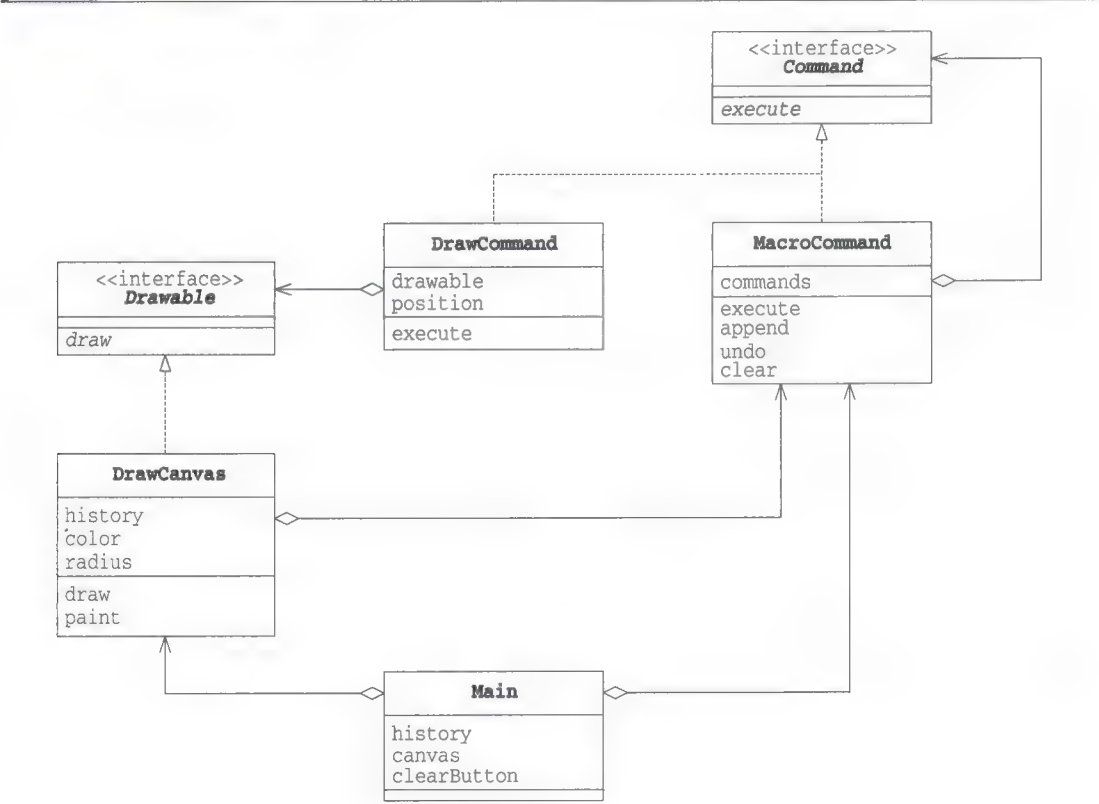 <<interface>>
Command
execute
DrawCommand
drawable
position
execute
MacroCommand
commands
execute
append
undo
clear
<<interface>>
Drawable
draw
DrawCanvas
history
color
radius
draw
paint
Main
history
canvas
clearButton